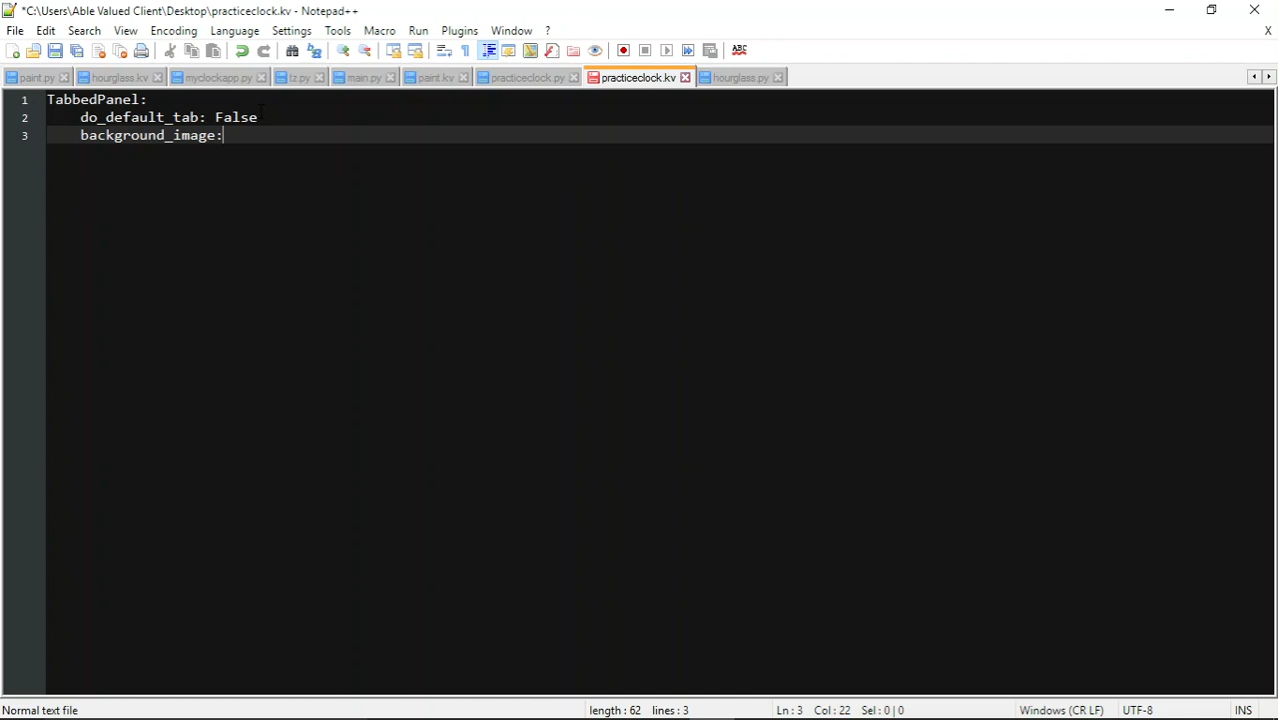 *C:\Users\Able Valued Client\Desktop\practiceclock.kv - Notepad++
File Edit Search View Encoding Language Settings Tools Macro Run Plugins Window ? X
paint.py hourglass.kv myclockapp.py tz.py main.py paint.kv practiceclock.py practiceclock.kv hourglass.py
1 TabbedPanel:
2 do_default_tab: False
3 background_image:
Normal text file length : 62 lines : 3 Ln : 3 Col : 22 Sel : 0 | 0 Windows (CR LF) UTF-8 INS